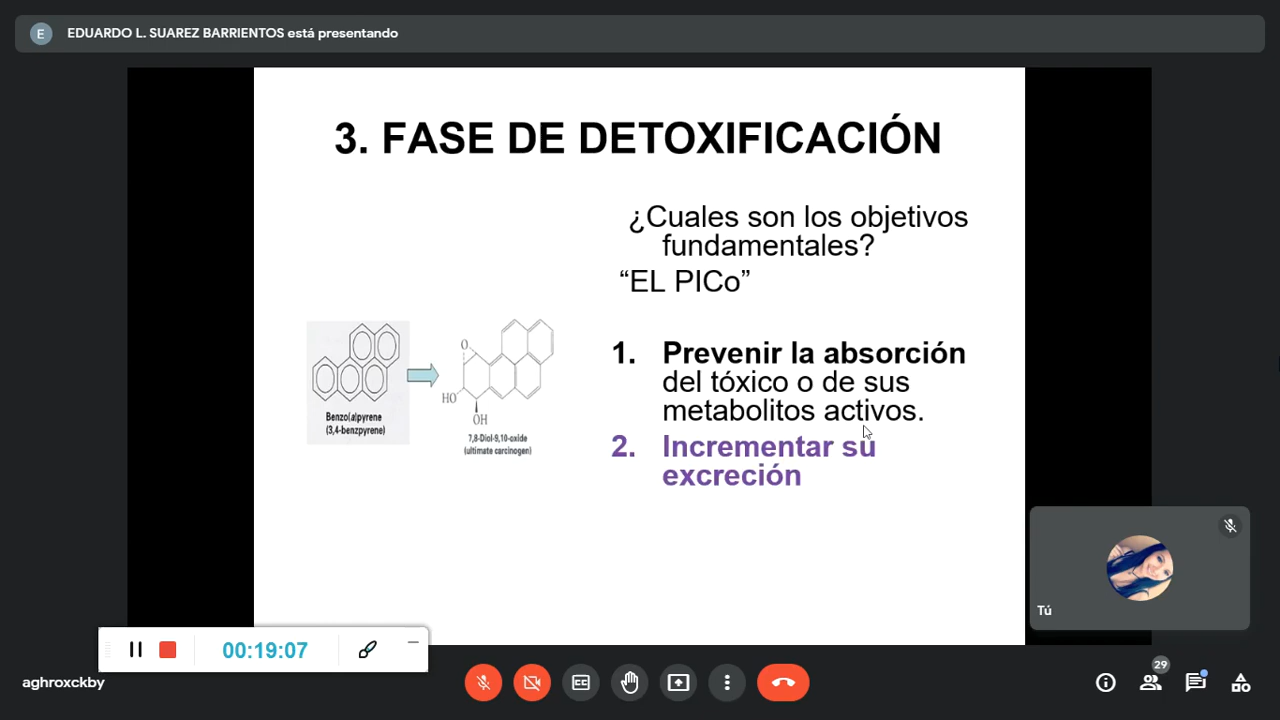 E
EDUARDO L. SUAREZ BARRIENTOS está presentando
3. FASE DE DETOXIFICACIÓN
¿Cuales son los objetivos
fundamentales?
“EL PICo”
1. Prevenir la absorción
del tóxico o de sus
metabolitos activos.
2. Incrementar su
excreción
Benzo(a)pyrene
(3,4-benzpyrene)
O
HO
OH
7,8-Diol-9,10-oxide
(ultimate carcinogen)
Tú
00:19:07
aghroxckby
CC
29